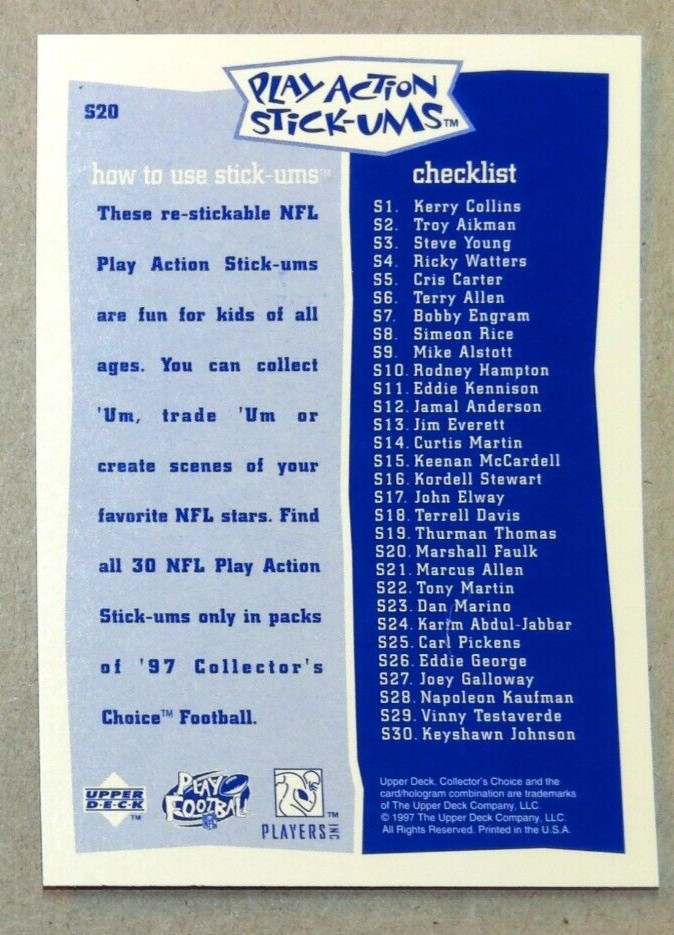 PLAY ACTION
STICK-UMS™
S20
how to use stick-ums™
These re-stickable NFL
Play Action Stick-ums
are fun for kids of all
ages. You can collect
'Um, trade 'Um or
create scenes of your
favorite NFL stars. Find
all 30 NFL Play Action
Stick-ums only in packs
of '97 Collector's
Choice™ Football.
UPPER
D·E·C·K
™
PLAY
FOOTBALL
NFL
™
PLAYERS INC
checklist
S1. Kerry Collins
S2. Troy Aikman
S3. Steve Young
S4. Ricky Watters
S5. Cris Carter
S6. Terry Allen
S7. Bobby Engram
S8. Simeon Rice
S9. Mike Alstott
S10. Rodney Hampton
S11. Eddie Kennison
S12. Jamal Anderson
S13. Jim Everett
S14. Curtis Martin
S15. Keenan McCardell
S16. Kordell Stewart
S17. John Elway
S18. Terrell Davis
S19. Thurman Thomas
S20. Marshall Faulk
S21. Marcus Allen
S22. Tony Martin
S23. Dan Marino
S24. Karim Abdul-Jabbar
S25. Carl Pickens
S26. Eddie George
S27. Joey Galloway
S28. Napoleon Kaufman
S29. Vinny Testaverde
S30. Keyshawn Johnson
Upper Deck, Collector's Choice and the
card/hologram combination are trademarks
of The Upper Deck Company, LLC.
© 1997 The Upper Deck Company, LLC.
All Rights Reserved. Printed in the U.S.A.